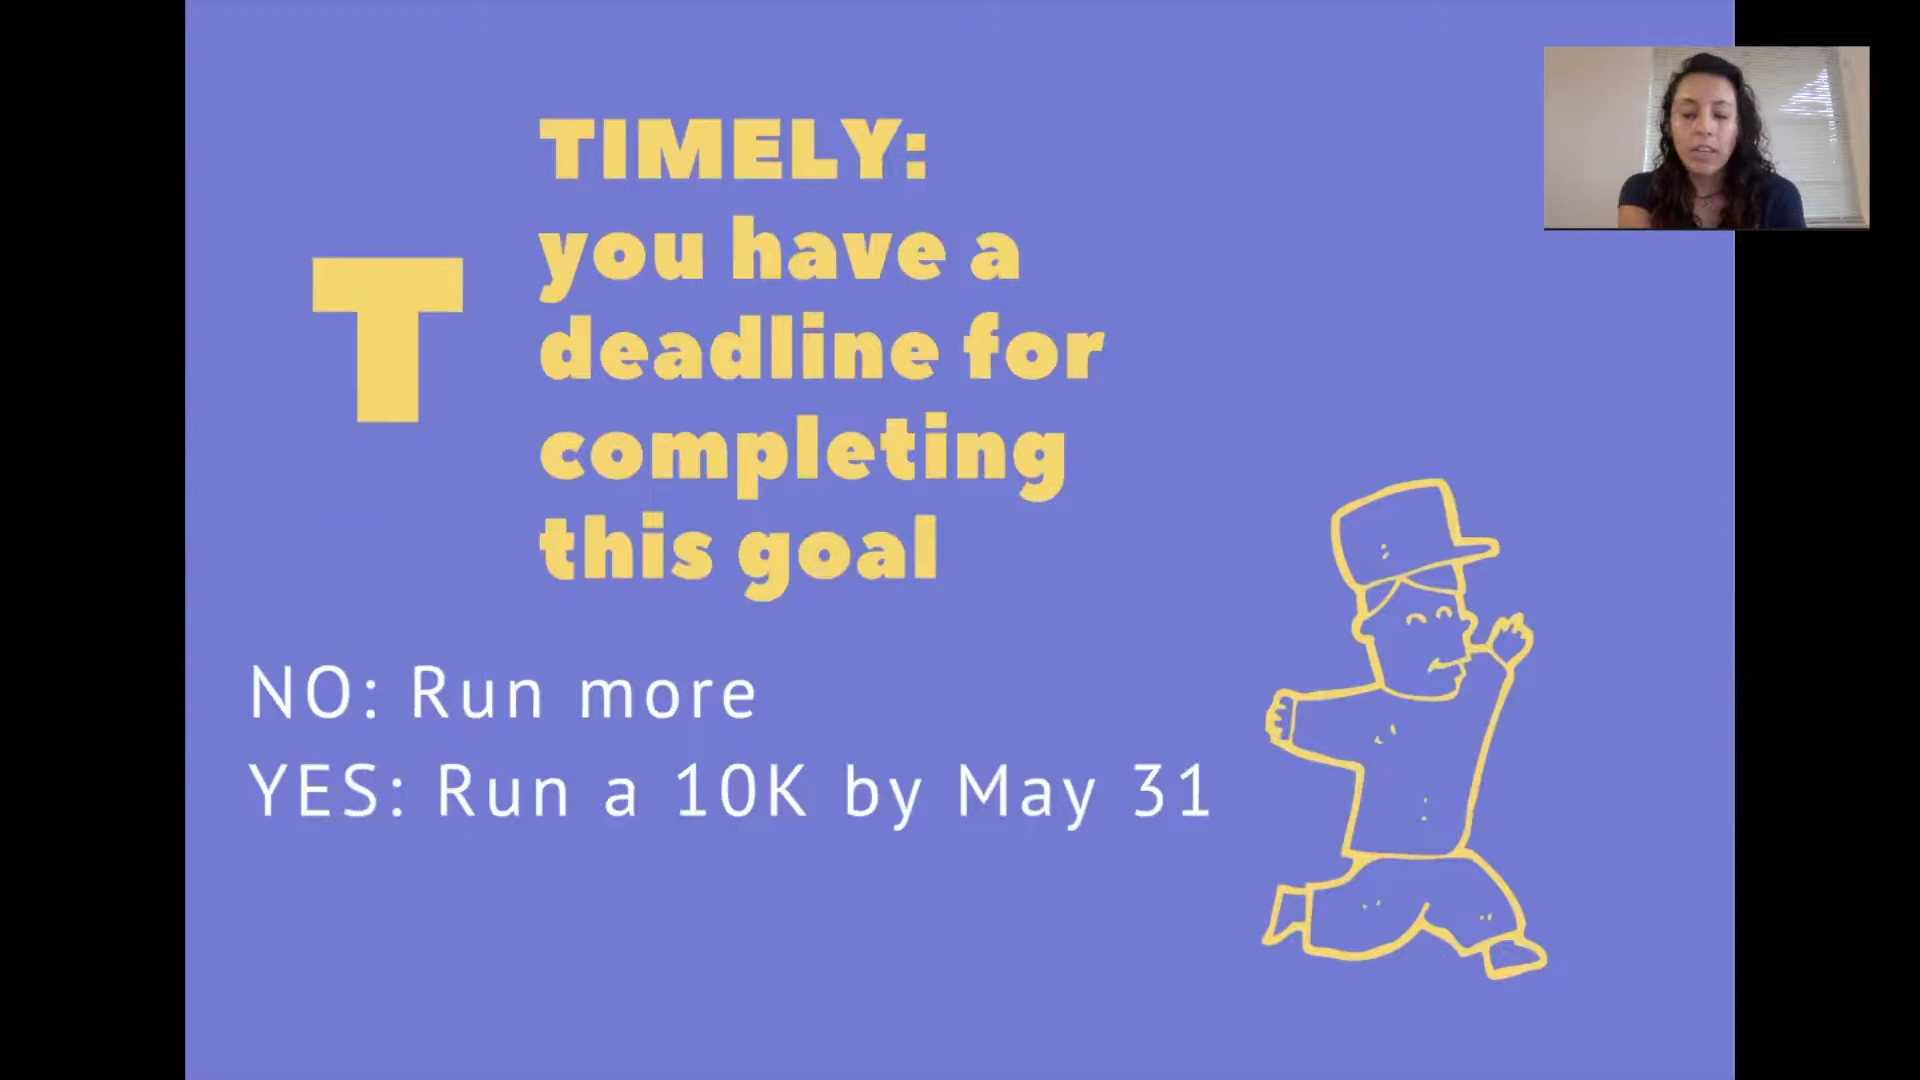 T
TIMELY:
you have a
deadline for
completing
this goal
NO: Run more
YES: Run a 10K by May 31